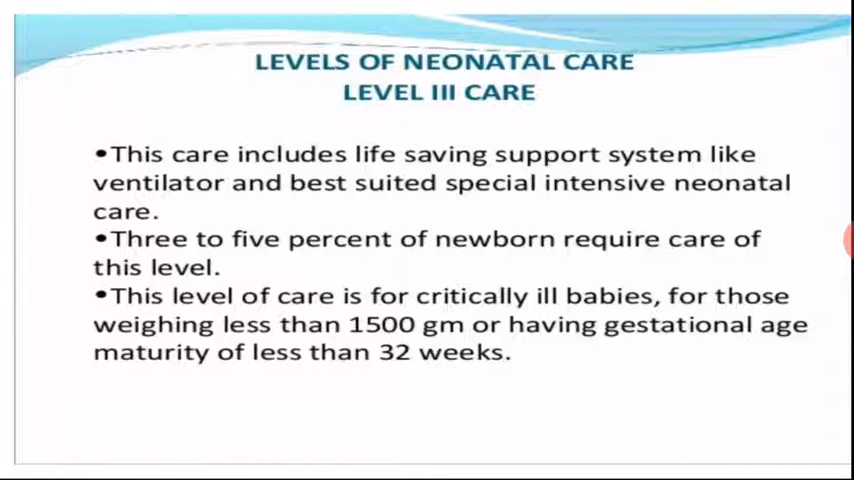 LEVELS OF NEONATAL CARE
LEVEL III CARE
•This care includes life saving support system like
ventilator and best suited special intensive neonatal
care.
•Three to five percent of newborn require care of
this level.
•This level of care is for critically ill babies, for those
weighing less than 1500 gm or having gestational age
maturity of less than 32 weeks.